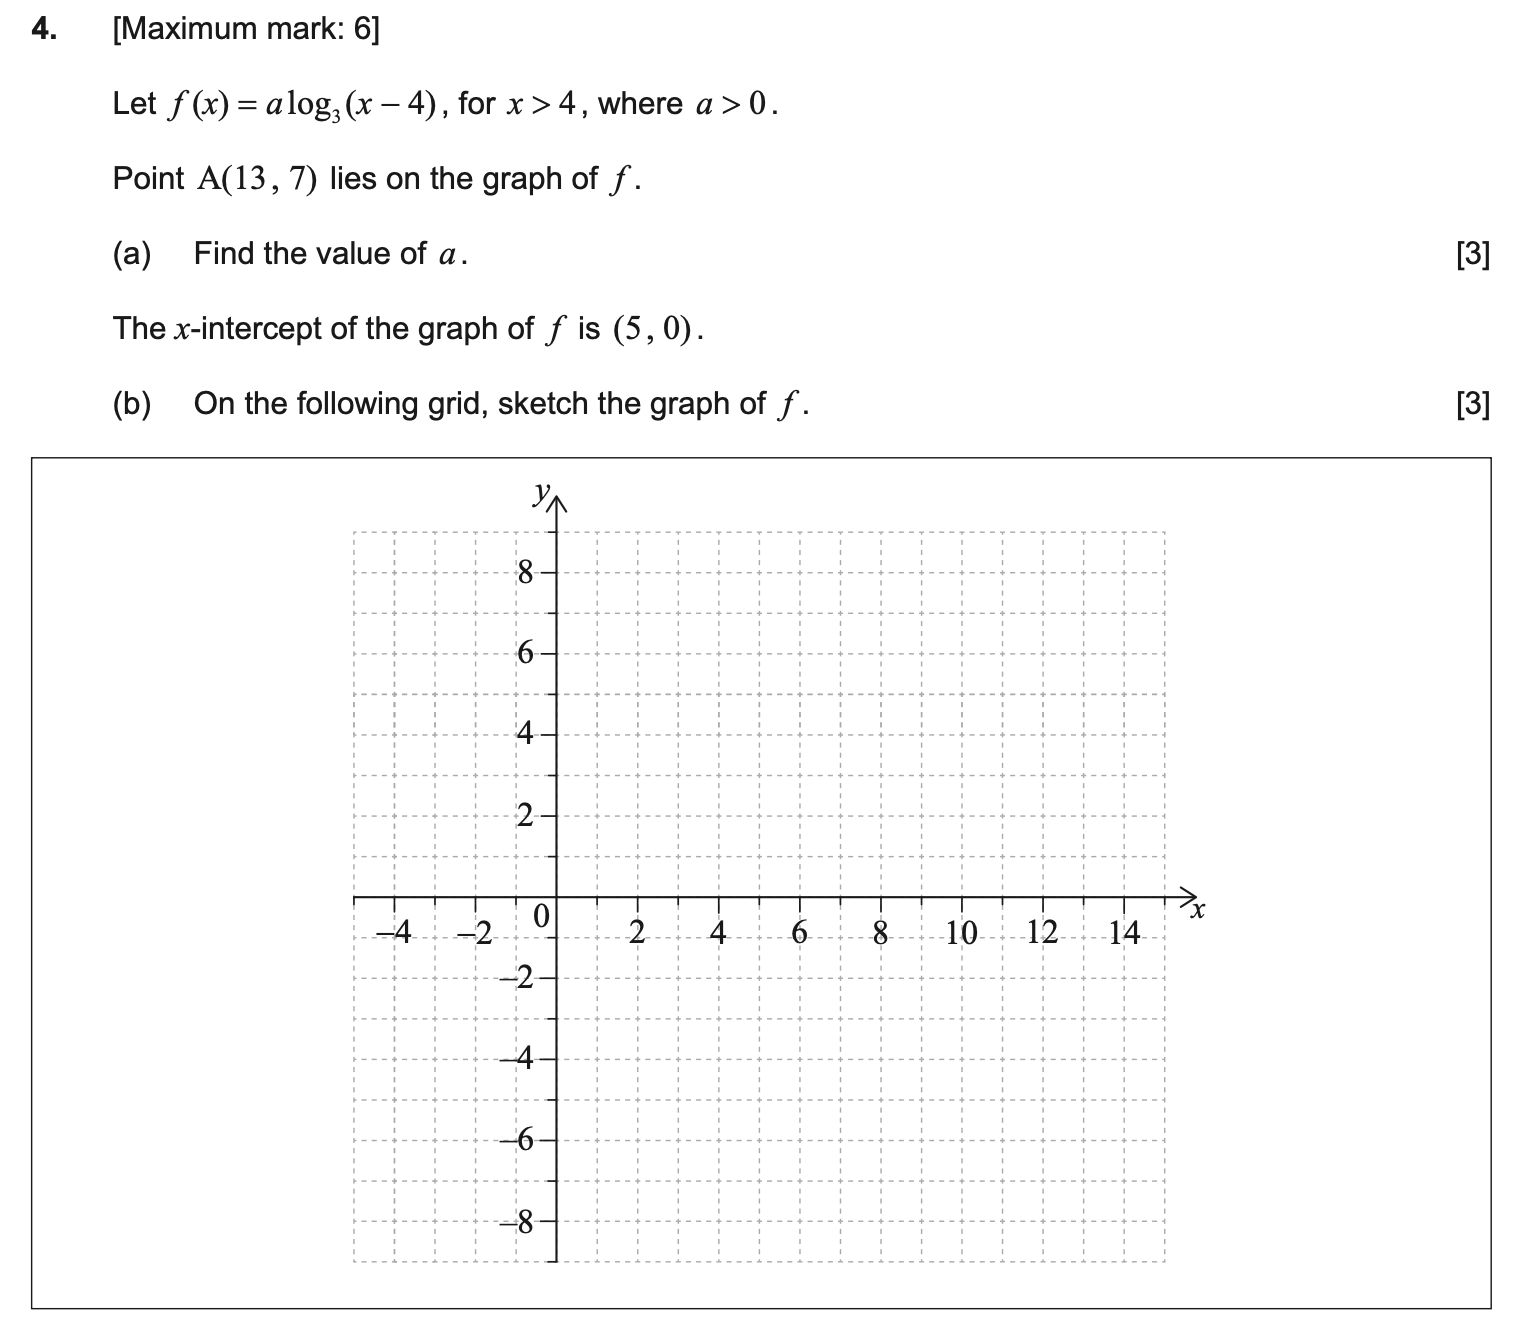 4. [Maximum mark: 6]
Let f (x) = a log₃(x − 4), for x > 4, where a > 0.
Point A(13, 7) lies on the graph of f.
(a) Find the value of a. [3]
The x-intercept of the graph of f is (5, 0).
(b) On the following grid, sketch the graph of f. [3]
y
8
6
4
2
0
x
−4 −2 2 4 6 8 10 12 14
−2
−4
−6
−8